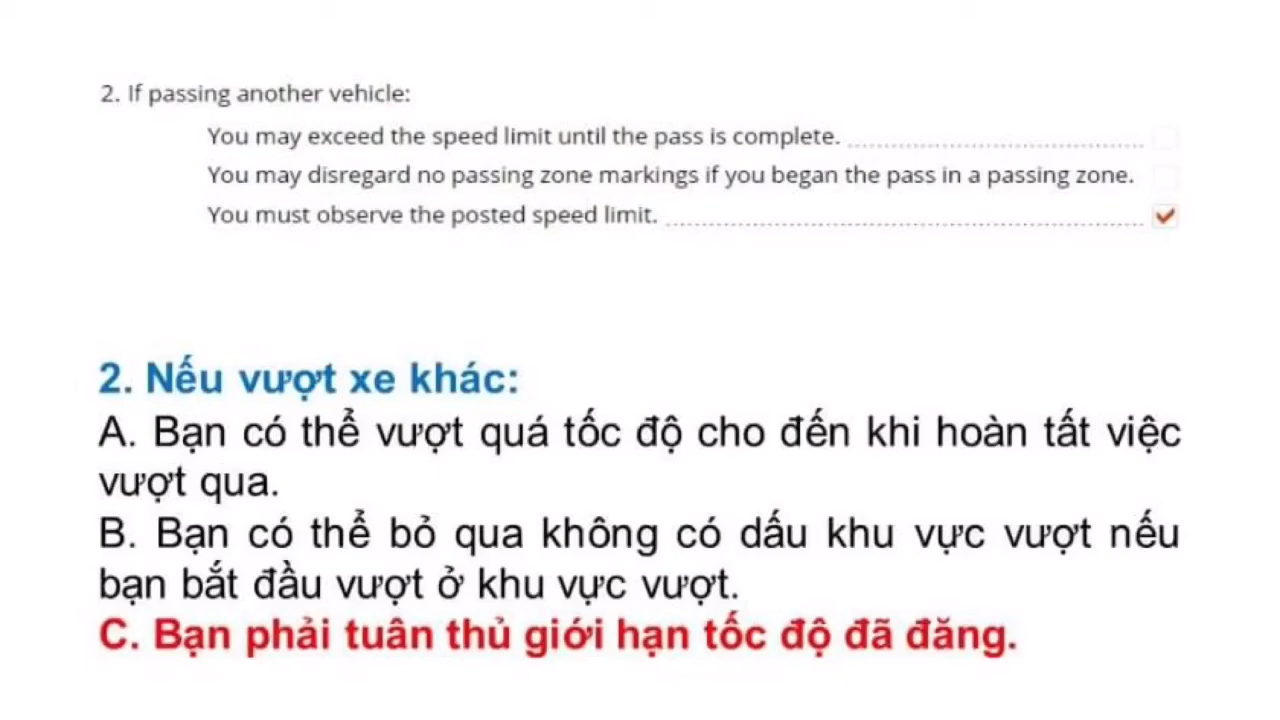 2. If passing another vehicle:
You may exceed the speed limit until the pass is complete.
You may disregard no passing zone markings if you began the pass in a passing zone.
You must observe the posted speed limit.
2. Nếu vượt xe khác:
A. Bạn có thể vượt quá tốc độ cho đến khi hoàn tất việc
vượt qua.
B. Bạn có thể bỏ qua không có dấu khu vực vượt nếu
bạn bắt đầu vượt ở khu vực vượt.
C. Bạn phải tuân thủ giới hạn tốc độ đã đăng.